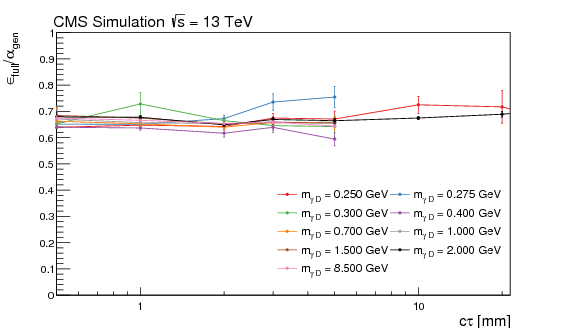 CMS Simulation √s = 13 TeV
ε_full/α_gen
1
0.9
0.8
0.7
0.6
0.5
0.4
0.3
0.2
0.1
0
m_γD = 0.250 GeV m_γD = 0.275 GeV
m_γD = 0.300 GeV m_γD = 0.400 GeV
m_γD = 0.700 GeV m_γD = 1.000 GeV
m_γD = 1.500 GeV m_γD = 2.000 GeV
m_γD = 8.500 GeV
1 10
cτ [mm]